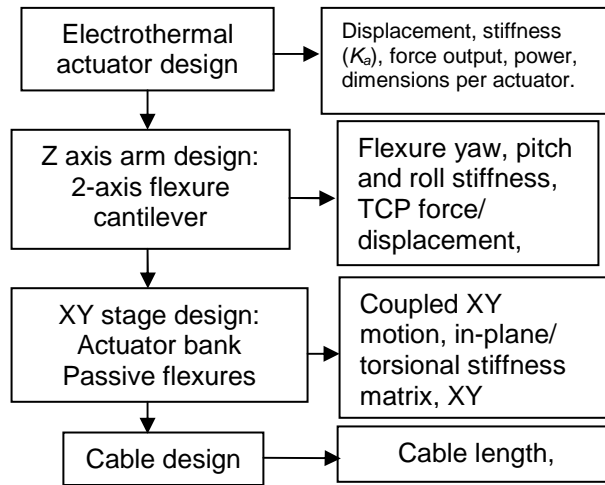 Electrothermal
actuator design
Displacement, stiffness
(Ka), force output, power,
dimensions per actuator.
Z axis arm design:
2-axis flexure
cantilever
Flexure yaw, pitch
and roll stiffness,
TCP force/
displacement,
XY stage design:
Actuator bank
Passive flexures
Coupled XY
motion, in-plane/
torsional stiffness
matrix, XY
Cable design
Cable length,